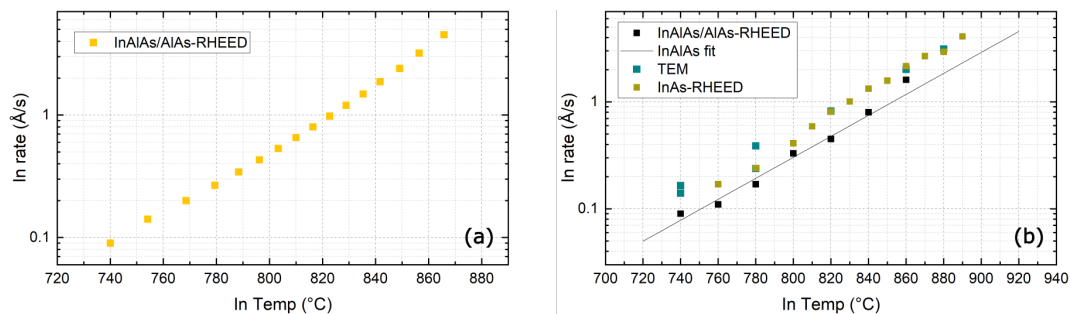 InAlAs/AlAs-RHEED
In rate (Å/s)
1
0.1
(a)
720 740 760 780 800 820 840 860 880
In Temp (°C)
InAlAs/AlAs-RHEED
InAlAs fit
TEM
InAs-RHEED
In rate (Å/s)
1
0.1
0.01
(b)
700 720 740 760 780 800 820 840 860 880 900 920 940
In Temp (°C)